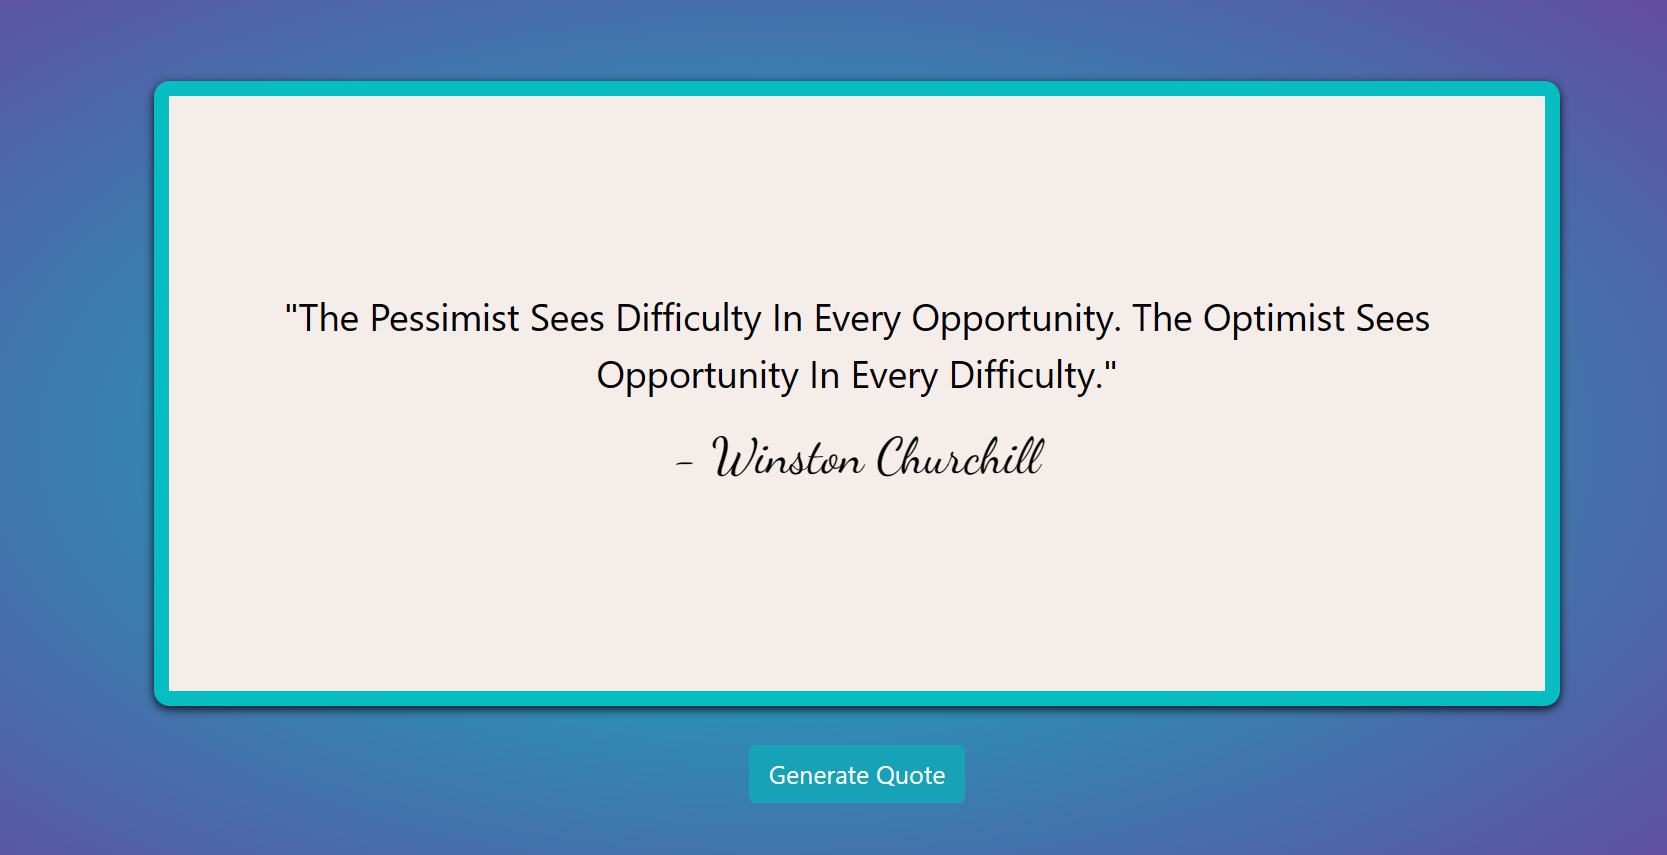 "The Pessimist Sees Difficulty In Every Opportunity. The Optimist Sees
Opportunity In Every Difficulty."
- Winston Churchill
Generate Quote